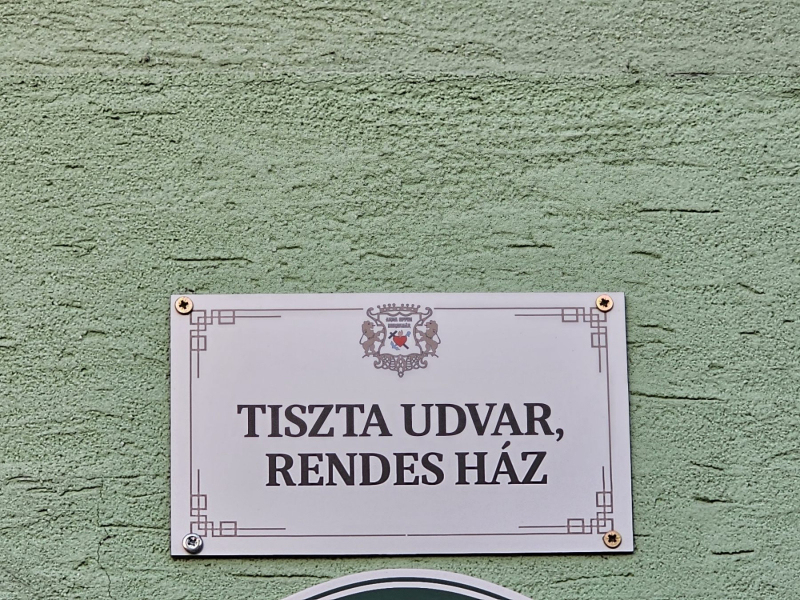 TISZTA UDVAR,
RENDES HÁZ